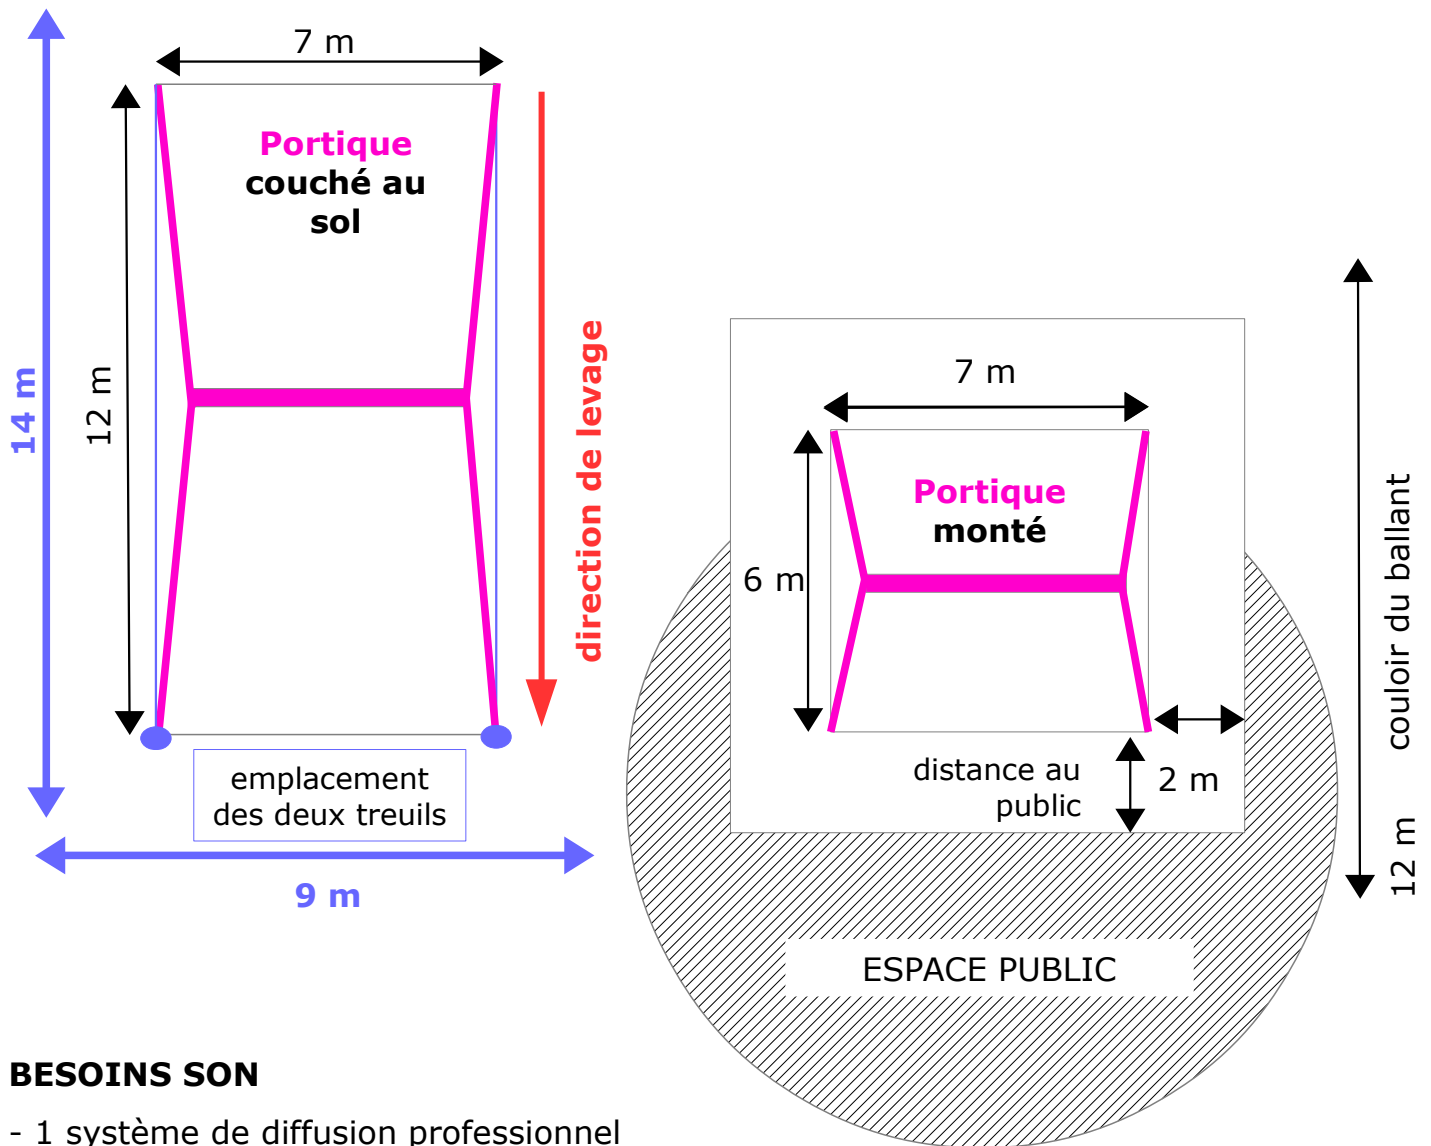 7 m
Portique
couché au
sol
14 m
12 m
direction de levage
emplacement
des deux treuils
9 m
7 m
Portique
monté
6 m
distance au
public
2 m
12 m couloir du ballant
ESPACE PUBLIC
BESOINS SON
- 1 système de diffusion professionnel